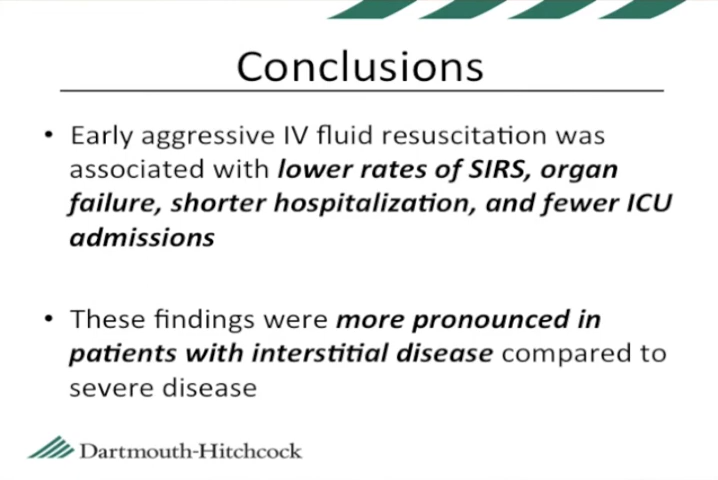 Conclusions
• Early aggressive IV fluid resuscitation was
associated with lower rates of SIRS, organ
failure, shorter hospitalization, and fewer ICU
admissions
• These findings were more pronounced in
patients with interstitial disease compared to
severe disease
Dartmouth-Hitchcock